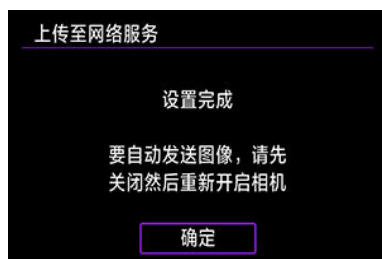 上传至网络服务
设置完成
要自动发送图像，请先
关闭然后重新开启相机
确定